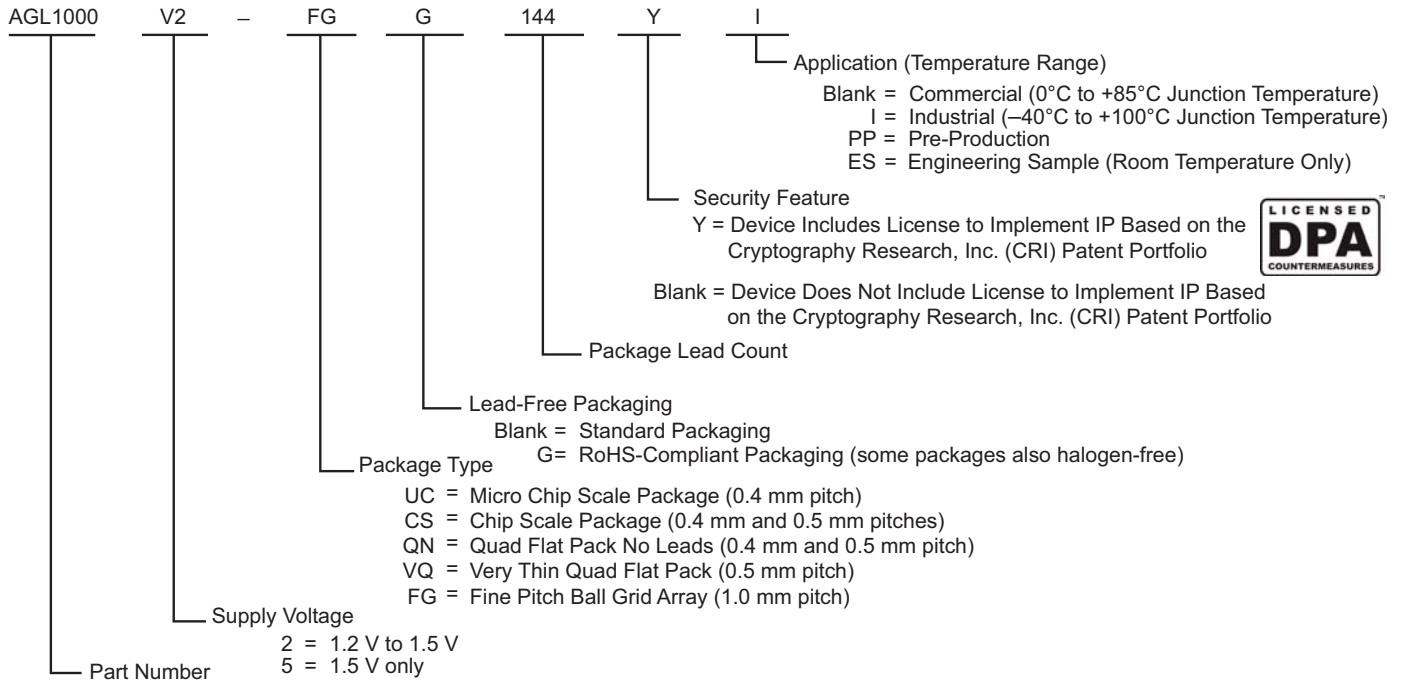 AGL1000 V2 – FG G 144 Y I
Application (Temperature Range)
Blank = Commercial (0°C to +85°C Junction Temperature)
I = Industrial (–40°C to +100°C Junction Temperature)
PP = Pre-Production
ES = Engineering Sample (Room Temperature Only)
Security Feature
Y = Device Includes License to Implement IP Based on the
Cryptography Research, Inc. (CRI) Patent Portfolio
LICENSED™
DPA
COUNTERMEASURES
Blank = Device Does Not Include License to Implement IP Based
on the Cryptography Research, Inc. (CRI) Patent Portfolio
Package Lead Count
Lead-Free Packaging
Blank = Standard Packaging
G= RoHS-Compliant Packaging (some packages also halogen-free)
Package Type
UC = Micro Chip Scale Package (0.4 mm pitch)
CS = Chip Scale Package (0.4 mm and 0.5 mm pitches)
QN = Quad Flat Pack No Leads (0.4 mm and 0.5 mm pitch)
VQ = Very Thin Quad Flat Pack (0.5 mm pitch)
FG = Fine Pitch Ball Grid Array (1.0 mm pitch)
Supply Voltage
2 = 1.2 V to 1.5 V
5 = 1.5 V only
Part Number